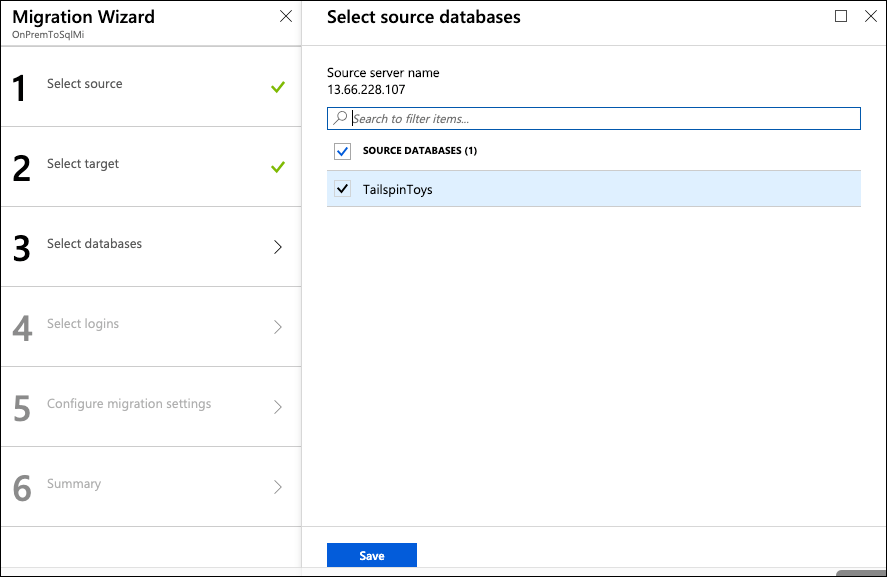 Migration Wizard
OnPremToSqlMi
1
Select source
2
Select target
3
Select databases
4
Select logins
5
Configure migration settings
6
Summary
Select source databases
Source server name
13.66.228.107
Search to filter items...
SOURCE DATABASES (1)
TailspinToys
Save